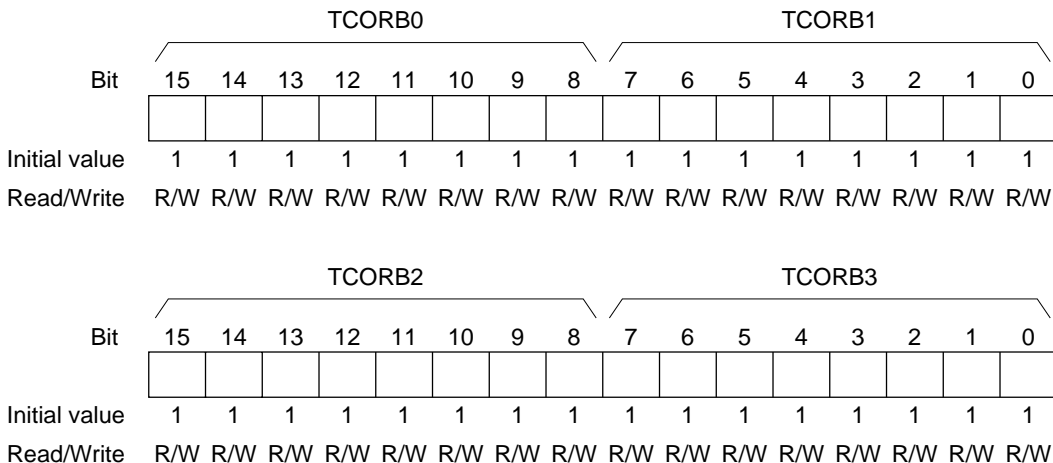 TCORB0 TCORB1
Bit 15 14 13 12 11 10 9 8 7 6 5 4 3 2 1 0
Initial value 1 1 1 1 1 1 1 1 1 1 1 1 1 1 1 1
Read/Write R/W R/W R/W R/W R/W R/W R/W R/W R/W R/W R/W R/W R/W R/W R/W R/W
TCORB2 TCORB3
Bit 15 14 13 12 11 10 9 8 7 6 5 4 3 2 1 0
Initial value 1 1 1 1 1 1 1 1 1 1 1 1 1 1 1 1
Read/Write R/W R/W R/W R/W R/W R/W R/W R/W R/W R/W R/W R/W R/W R/W R/W R/W